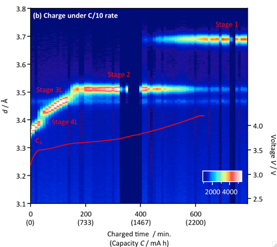 3.8
(b) Charge under C/10 rate
Stage 1
3.7
3.6
Stage 2
Stage 3L
3.5
Stage 4L
3.4
3.3
3.2
3.1
d / Å
4.0
3.5
3.0
2.5
Voltage V / V
2000 4000
0 200 400 600
(0) (733) (1467) (2200)
Charged time / min.
(Capacity C / mA h)